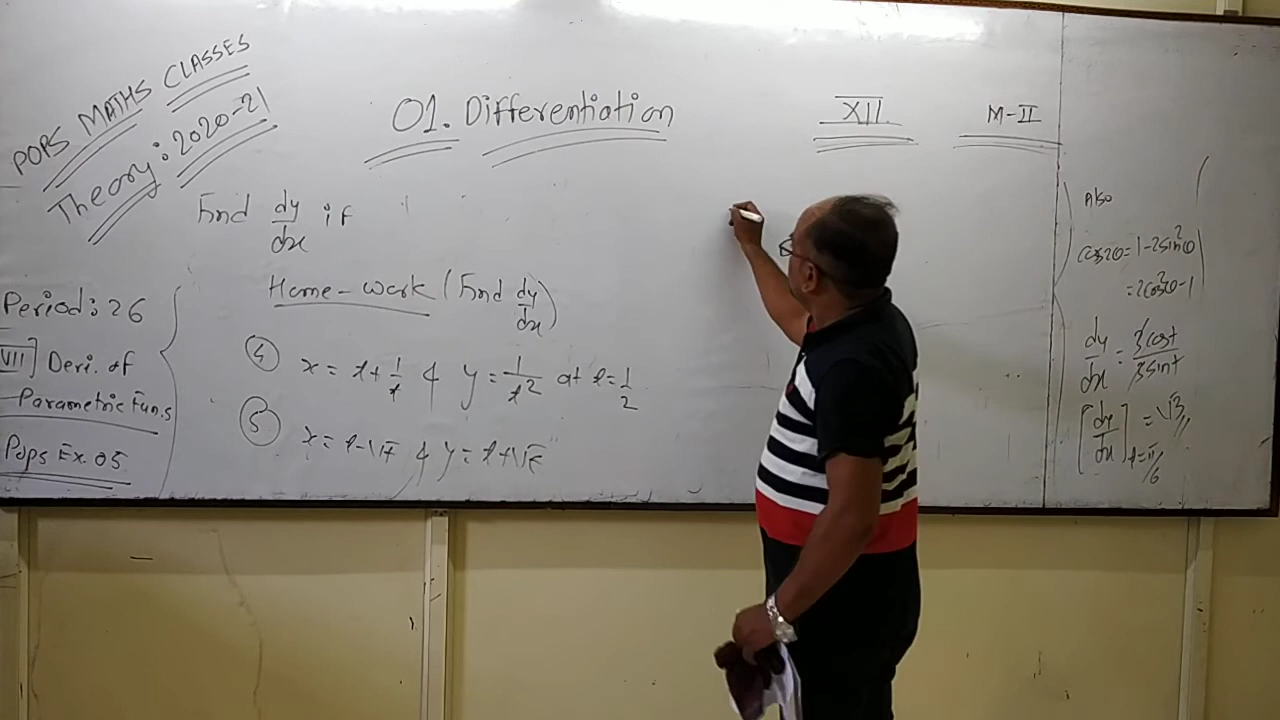 POPS MATHS CLASSES
Theory: 2020-21
01. Differentiation
XII
M-II
Find dy/dx if
Home-work (Find dy/dx)
Period: 26
VII] Deri. of
Parametric Fun.s
Pops Ex. 05
④ x = t + 1/t & y = 1/t² at t = 1/2
⑤ x = t - √t & y = t + √t
Also
cos2θ = 1 - 2sin²θ
= 2cos²θ - 1
dy/dx = 3cost/3sint
[dy/dx] t = π/6 = √3